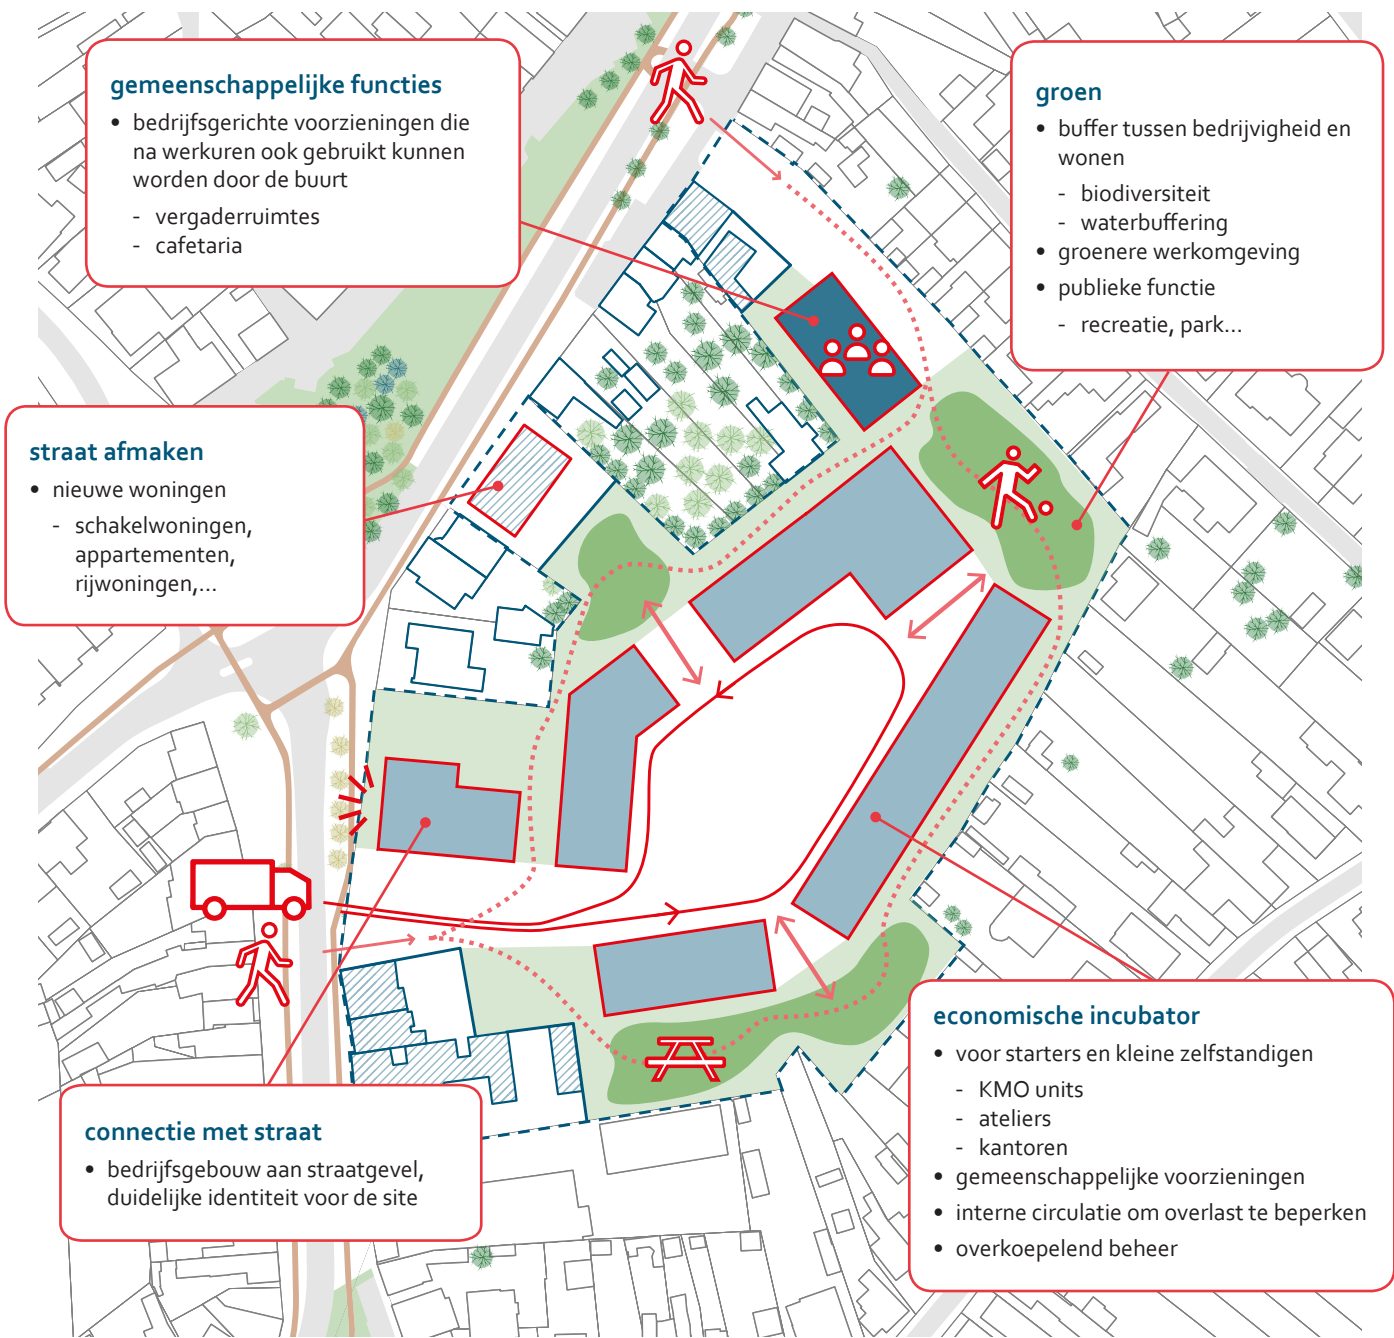 gemeenschappelijke functies
• bedrijfsgerichte voorzieningen die
na werkuren ook gebruikt kunnen
worden door de buurt
- vergaderruimtes
- cafetaria
groen
• buffer tussen bedrijvigheid en
wonen
- biodiversiteit
- waterbuffering
• groenere werkomgeving
• publieke functie
- recreatie, park...
straat afmaken
• nieuwe woningen
- schakelwoningen,
appartementen,
rijwoningen,...
connectie met straat
• bedrijfsgebouw aan straatgevel,
duidelijke identiteit voor de site
economische incubator
• voor starters en kleine zelfstandigen
- KMO units
- ateliers
- kantoren
• gemeenschappelijke voorzieningen
• interne circulatie om overlast te beperken
• overkoepelend beheer